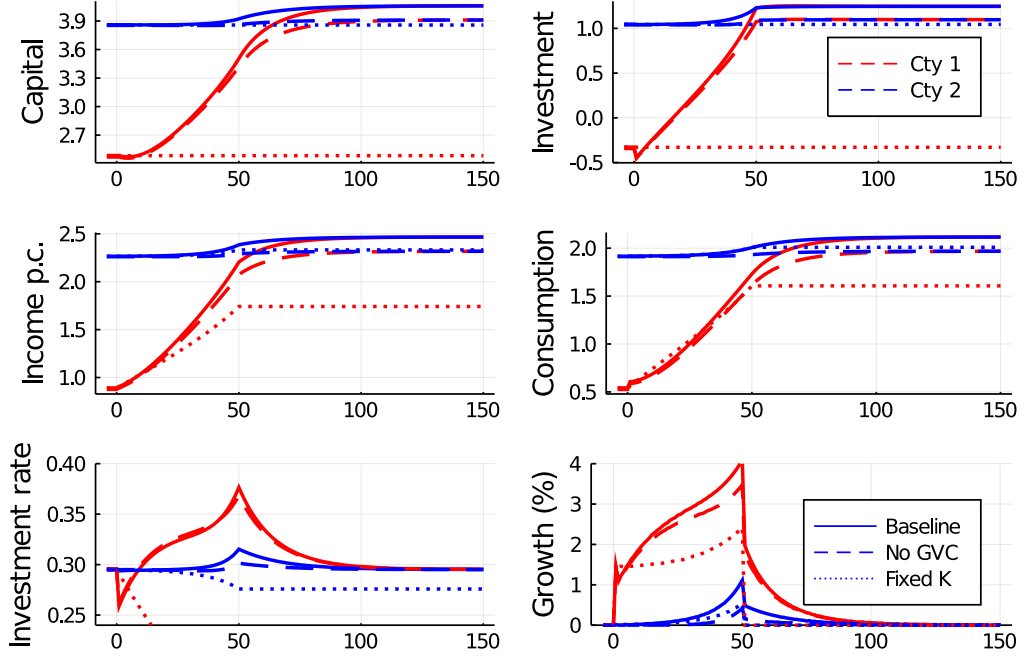 Capital
3.9
3.6
3.3
3.0
2.7
0 50 100 150
Investment
1.0
0.5
0.0
-0.5
0 50 100 150
Cty 1
Cty 2
Income p.c.
2.5
2.0
1.5
1.0
0 50 100 150
Consumption
2.0
1.5
1.0
0.5
0 50 100 150
Investment rate
0.40
0.35
0.30
0.25
0 50 100 150
Growth (%)
4
3
2
1
0
0 50 100 150
Baseline
No GVC
Fixed K